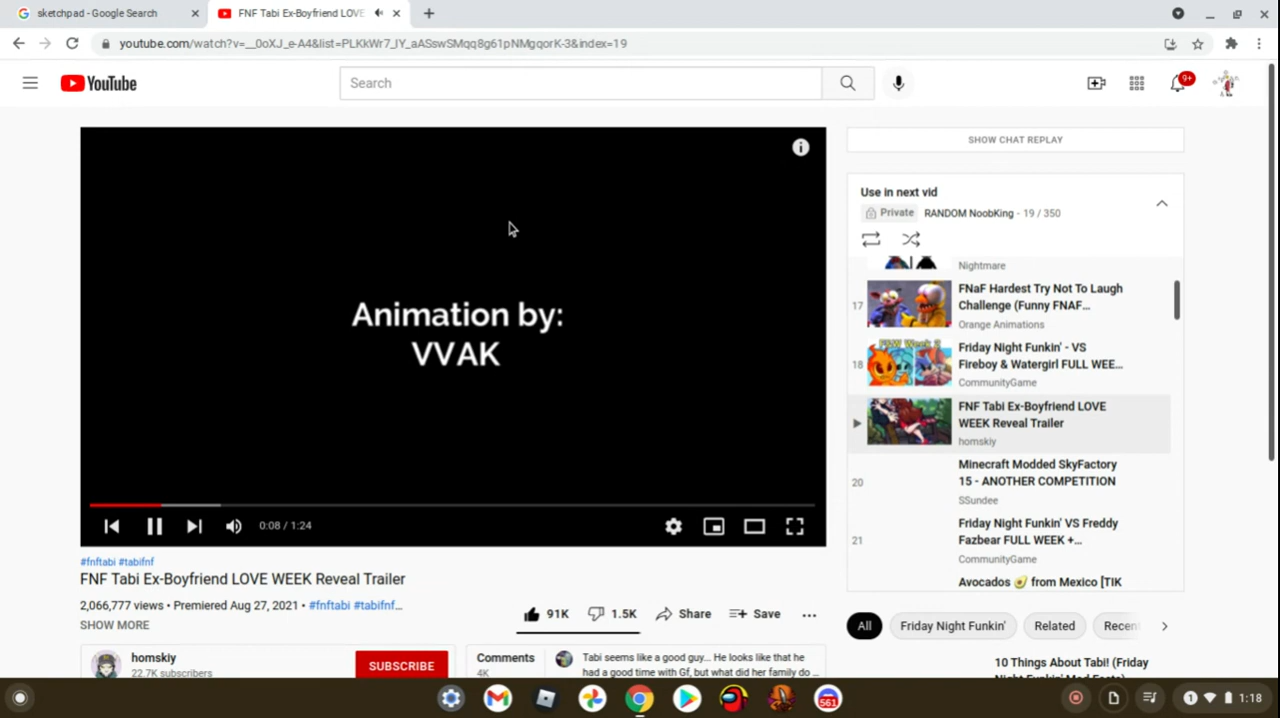 sketchpad - Google Search
FNF Tabi Ex-Boyfriend LOVE
youtube.com/watch?v=__0oXJ_e-A4&list=PLKkWr7_IY_aASswSMqq8g61pNMgqorK-3&index=19
YouTube
Search
9+
Animation by:
VVAK
0:08 / 1:24
#fnftabi #tabifnf
FNF Tabi Ex-Boyfriend LOVE WEEK Reveal Trailer
2,066,777 views • Premiered Aug 27, 2021 • #fnftabi #tabifnf...
91K
1.5K
Share
Save
SHOW MORE
homskiy
22.7K subscribers
SUBSCRIBE
Comments
4K
Tabi seems like a good guy... He looks like that he
had a good time with Gf, but what did her family do ...
SHOW CHAT REPLAY
Use in next vid
Private
RANDOM NoobKing - 19 / 350
Nightmare
17
FNaF Hardest Try Not To Laugh
Challenge (Funny FNAF...
Orange Animations
18
Friday Night Funkin' - VS
Fireboy & Watergirl FULL WEE...
CommunityGame
FNF Tabi Ex-Boyfriend LOVE
WEEK Reveal Trailer
homskiy
20
Minecraft Modded SkyFactory
15 - ANOTHER COMPETITION
SSundee
21
Friday Night Funkin' VS Freddy
Fazbear FULL WEEK +...
CommunityGame
Avocados 🥑 from Mexico [TIK
All
Friday Night Funkin'
Related
Recen
10 Things About Tabi! (Friday
Night Funkin' Mod Facts)
561
1
1:18